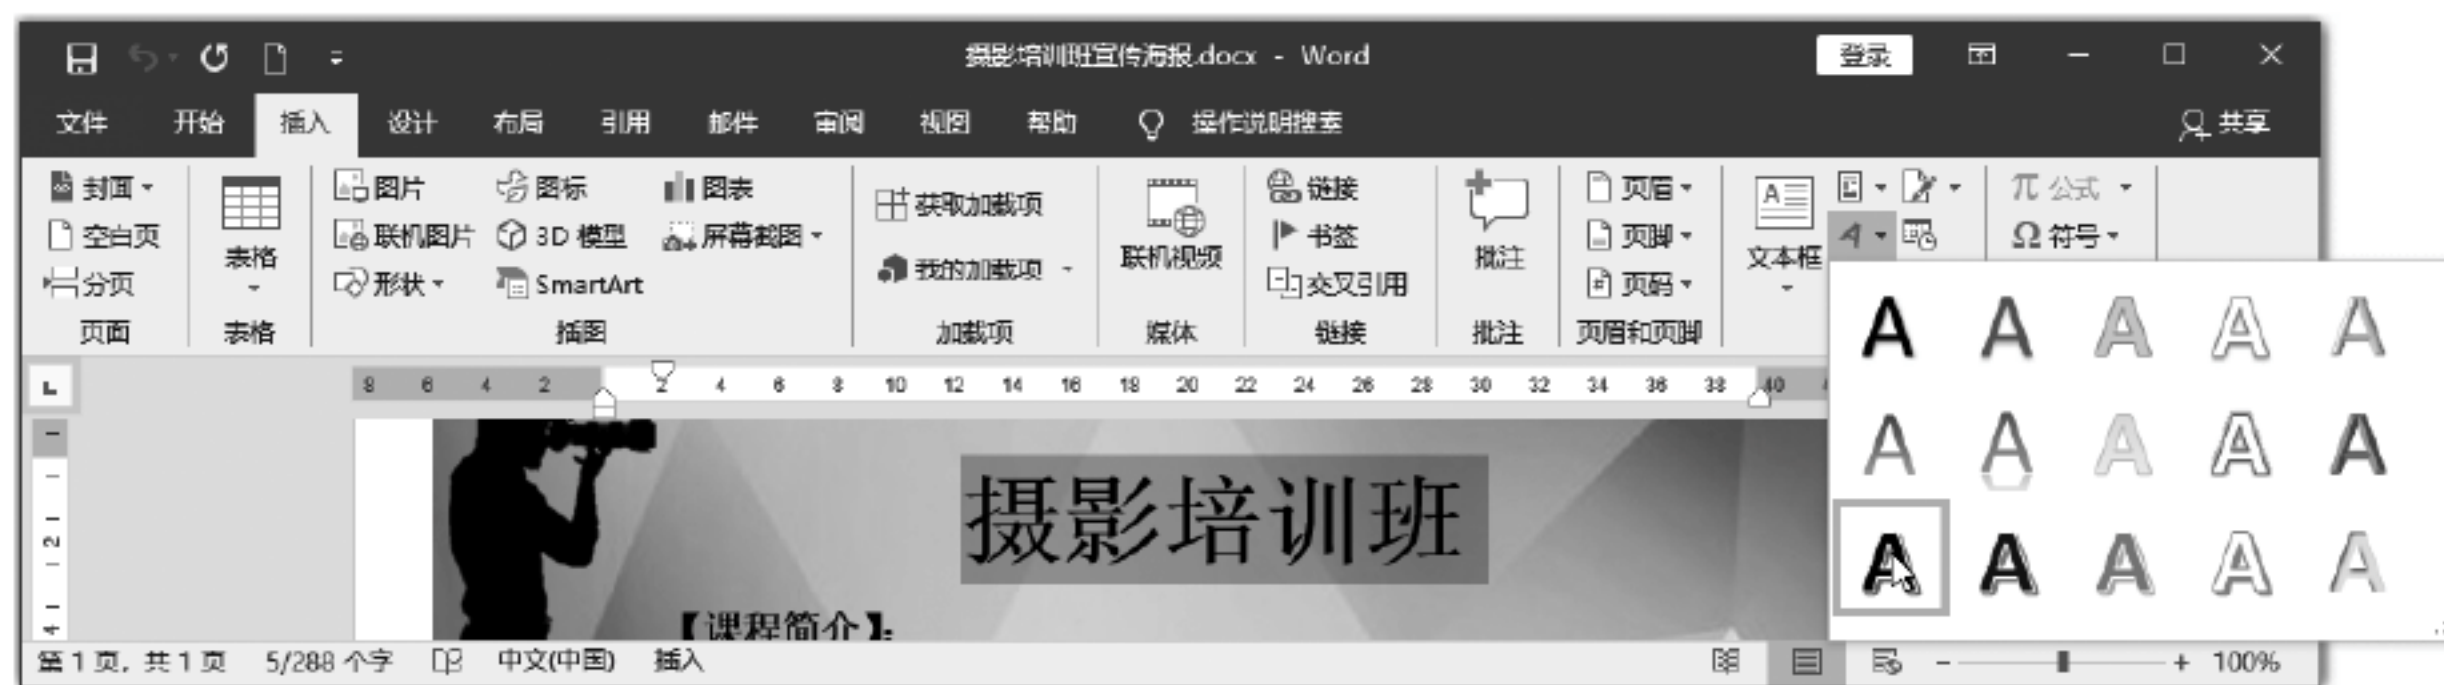 摄影培训班宣传海报.docx - Word
登录
文件 开始 插入 设计 布局 引用 邮件 审阅 视图 帮助 操作说明搜索 共享
封面 图片 图标 图表 链接 页眉 公式
获取加载项
空白页 联机图片 3D 模型 屏幕截图 书签 页脚 符号
表格 联机视频 批注 文本框
我的加载项
分页 形状 SmartArt 交叉引用 页码
页面 表格 插图 加载项 媒体 链接 批注 页眉和页脚
8 6 4 2 2 4 6 8 10 12 14 16 18 20 22 24 26 28 30 32 34 36 38 40
A A A A A
A A A A A
A A A A A
摄影培训班
2
4
【课程简介】:
第 1 页, 共 1 页 5/288 个字 中文(中国) 插入 100%